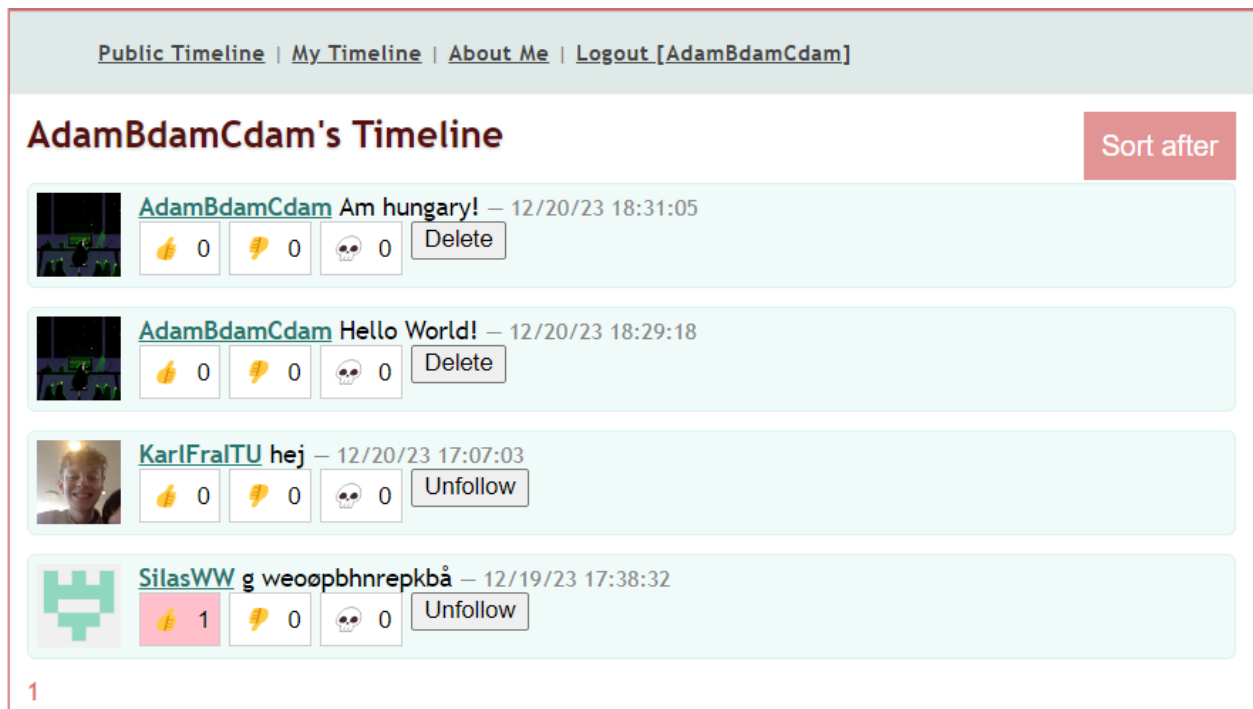 Public Timeline | My Timeline | About Me | Logout [AdamBdamCdam]
AdamBdamCdam's Timeline
Sort after
AdamBdamCdam Am hungary! — 12/20/23 18:31:05
0 0 0 Delete
AdamBdamCdam Hello World! — 12/20/23 18:29:18
0 0 0 Delete
KarlFraITU hej — 12/20/23 17:07:03
0 0 0 Unfollow
SilasWW g weoøpbhnrepkbå — 12/19/23 17:38:32
1 0 0 Unfollow
1